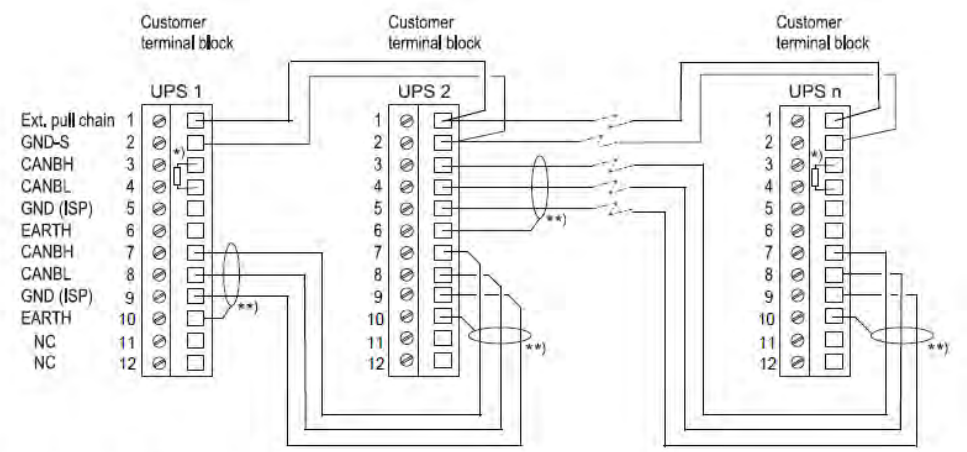 Customer
terminal block
Customer
terminal block
Customer
terminal block
UPS 1
UPS 2
UPS n
Ext. pull chain 1
GND-S 2
CANBH 3
CANBL 4
GND (ISP) 5
EARTH 6
CANBH 7
CANBL 8
GND (ISP) 9
EARTH 10
NC 11
NC 12
*)
**)
1
2
3
4
5
6
7
8
9
10
11
12
**)
**)
1
2
3
4
5
6
7
8
9
10
11
12
*)
**)